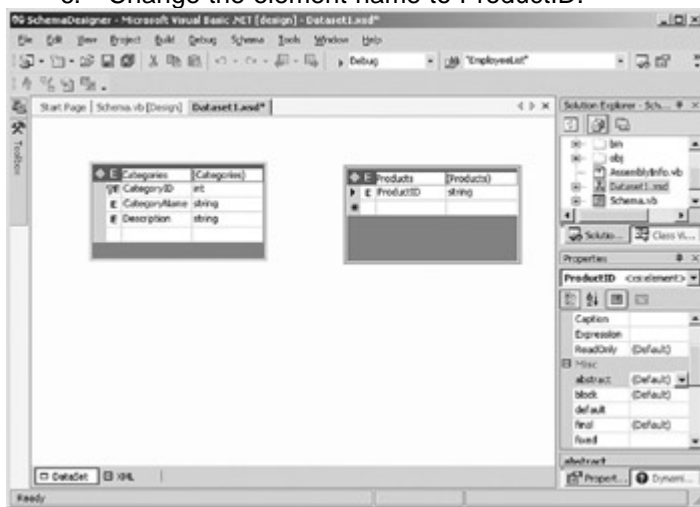 Change the element name to ProductID.
SchemaDesigner - Microsoft Visual Basic .NET [design] - Dataset1.xsd*
File Edit View Project Build Debug Schema Tools Window Help
Debug "EmployeeList"
Start Page Schema.vb [Design] Dataset1.xsd*
Toolbox
E Categories (Categories)
CategoryID int
E CategoryName string
E Description string
E Products (Products)
E ProductID string
DataSet XML
Ready
Solution Explorer - Sch...
bin
obj
AssemblyInfo.vb
Dataset1.xsd
Schema.vb
Solutio... Class Vi...
Properties
ProductID <xs:element>
Caption
Expression
ReadOnly (Default)
Misc
abstract (Default)
block (Default)
default
final (Default)
fixed
abstract
Propert... Dynami...